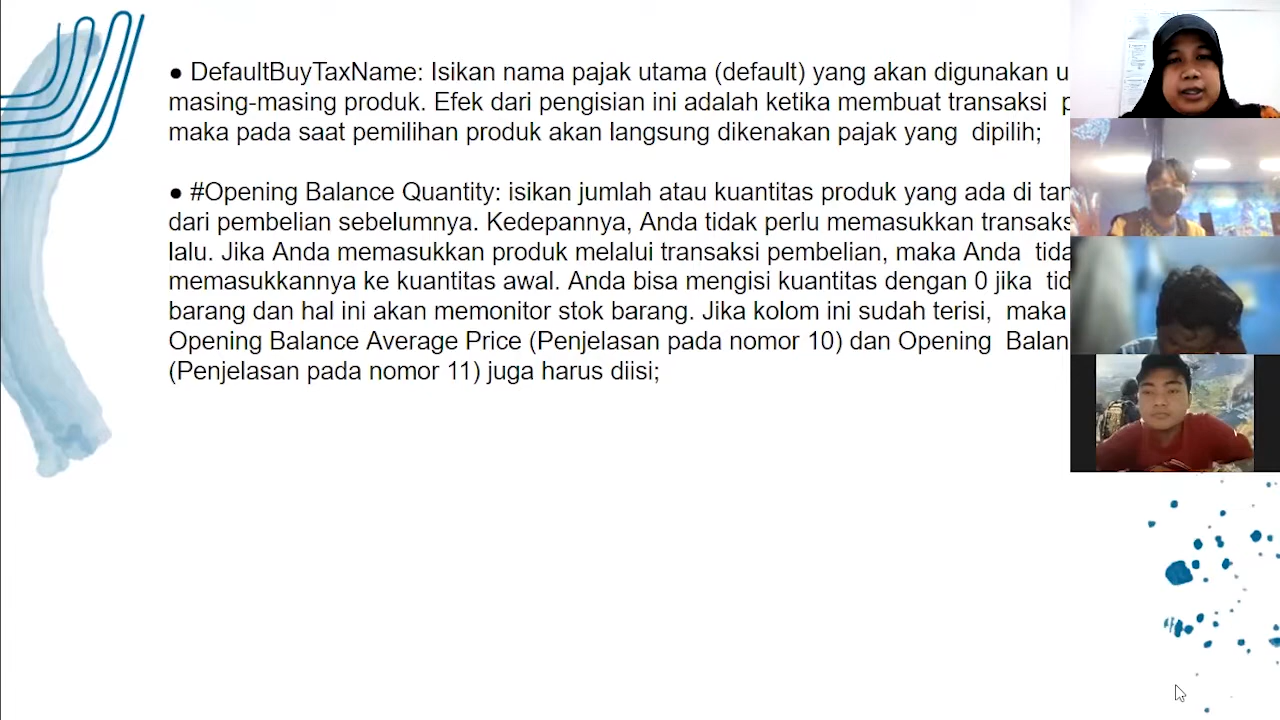 ● DefaultBuyTaxName: Isikan nama pajak utama (default) yang akan digunakan
masing-masing produk. Efek dari pengisian ini adalah ketika membuat transaksi
maka pada saat pemilihan produk akan langsung dikenakan pajak yang dipilih;
● #Opening Balance Quantity: isikan jumlah atau kuantitas produk yang ada di
dari pembelian sebelumnya. Kedepannya, Anda tidak perlu memasukkan
lalu. Jika Anda memasukkan produk melalui transaksi pembelian, maka Anda
memasukkannya ke kuantitas awal. Anda bisa mengisi kuantitas dengan 0 jika
barang dan hal ini akan memonitor stok barang. Jika kolom ini sudah terisi, maka
Opening Balance Average Price (Penjelasan pada nomor 10) dan Opening
(Penjelasan pada nomor 11) juga harus diisi;